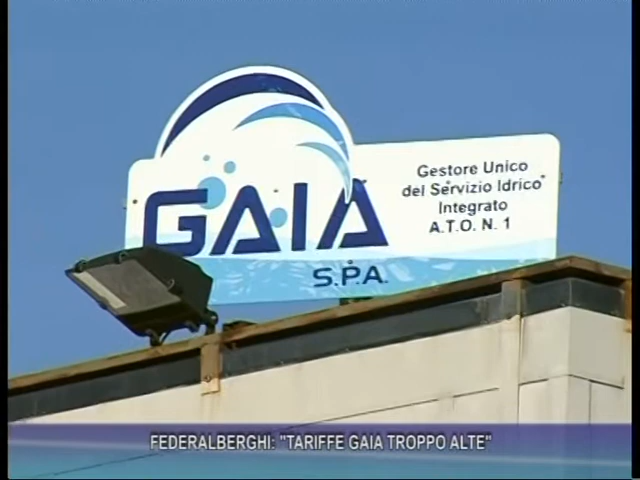 GAIA
S.P.A.
Gestore Unico
del Servizio Idrico
Integrato
A.T.O. N. 1
FEDERALBERGHI: "TARIFFE GAIA TROPPO ALTE"